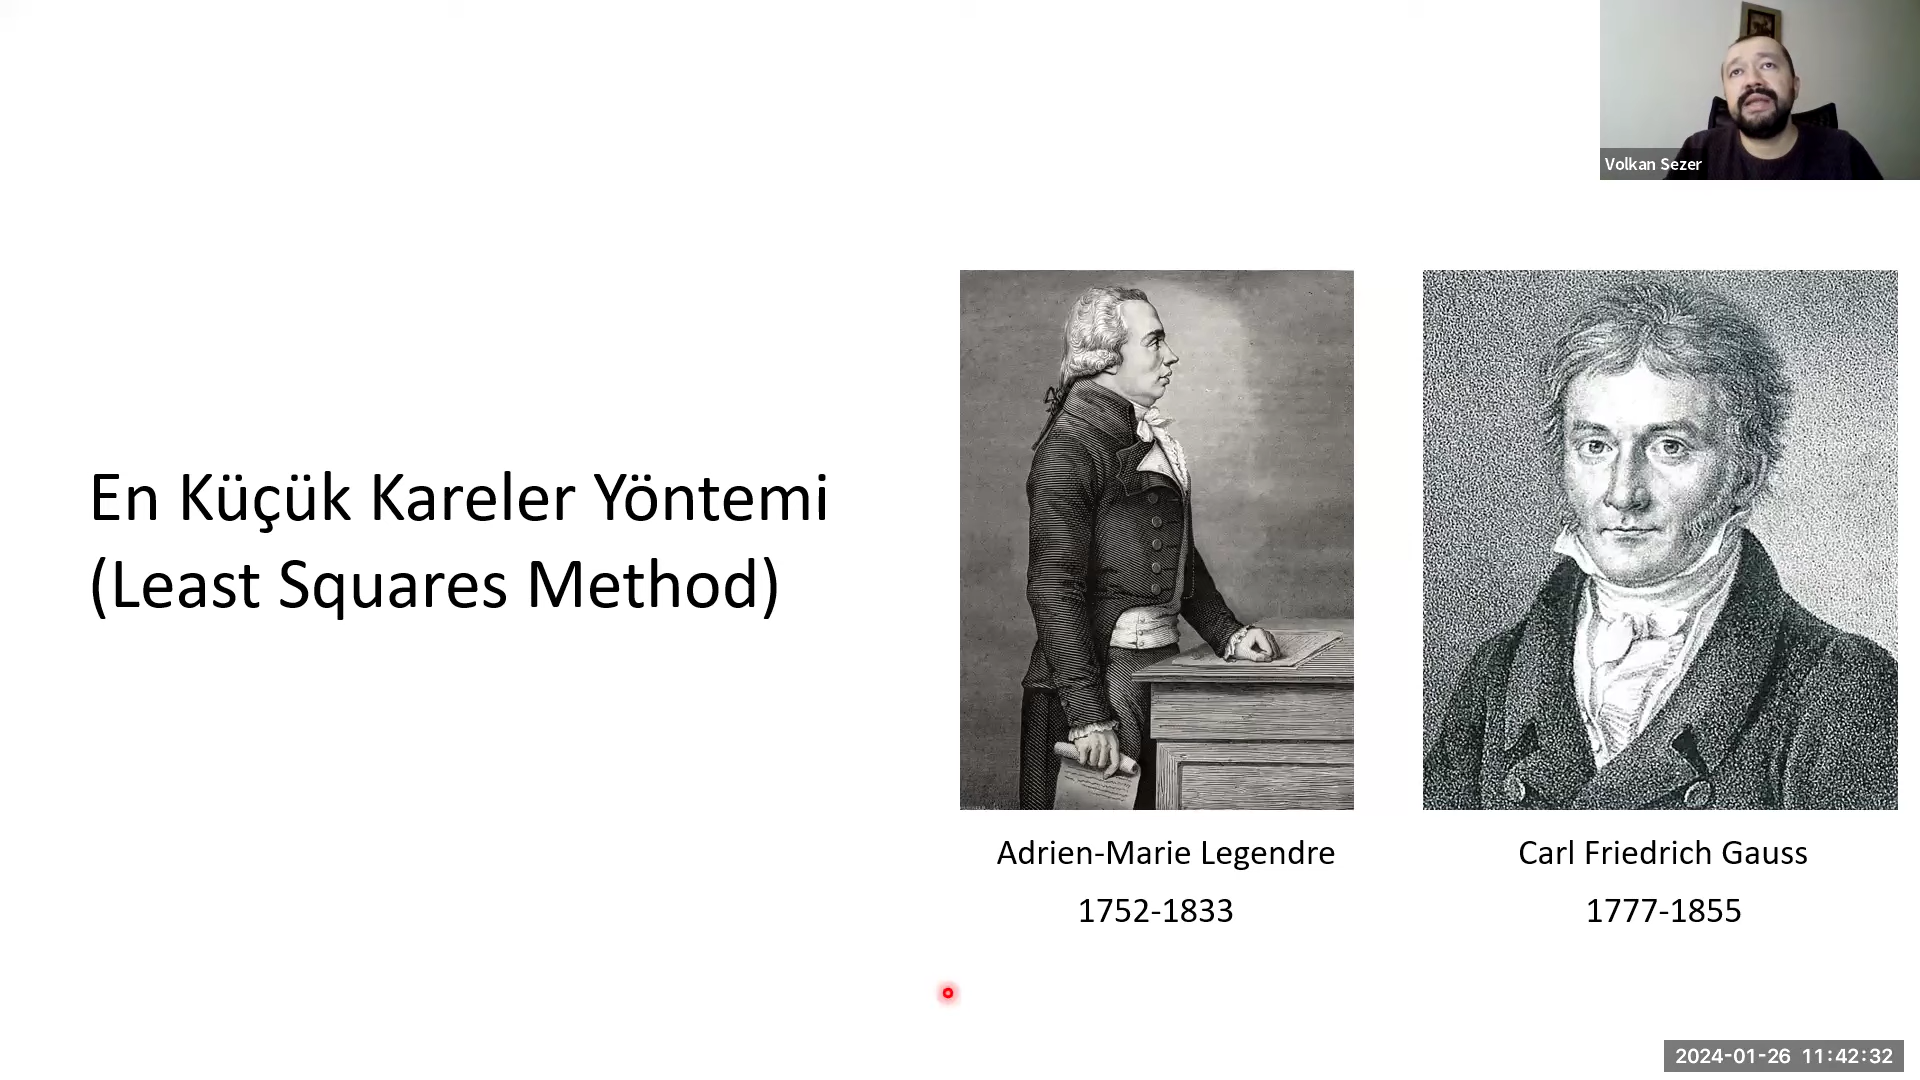 Volkan Sezer
En Küçük Kareler Yöntemi
(Least Squares Method)
Adrien-Marie Legendre
1752-1833
Carl Friedrich Gauss
1777-1855
2024-01-26 11:42:32